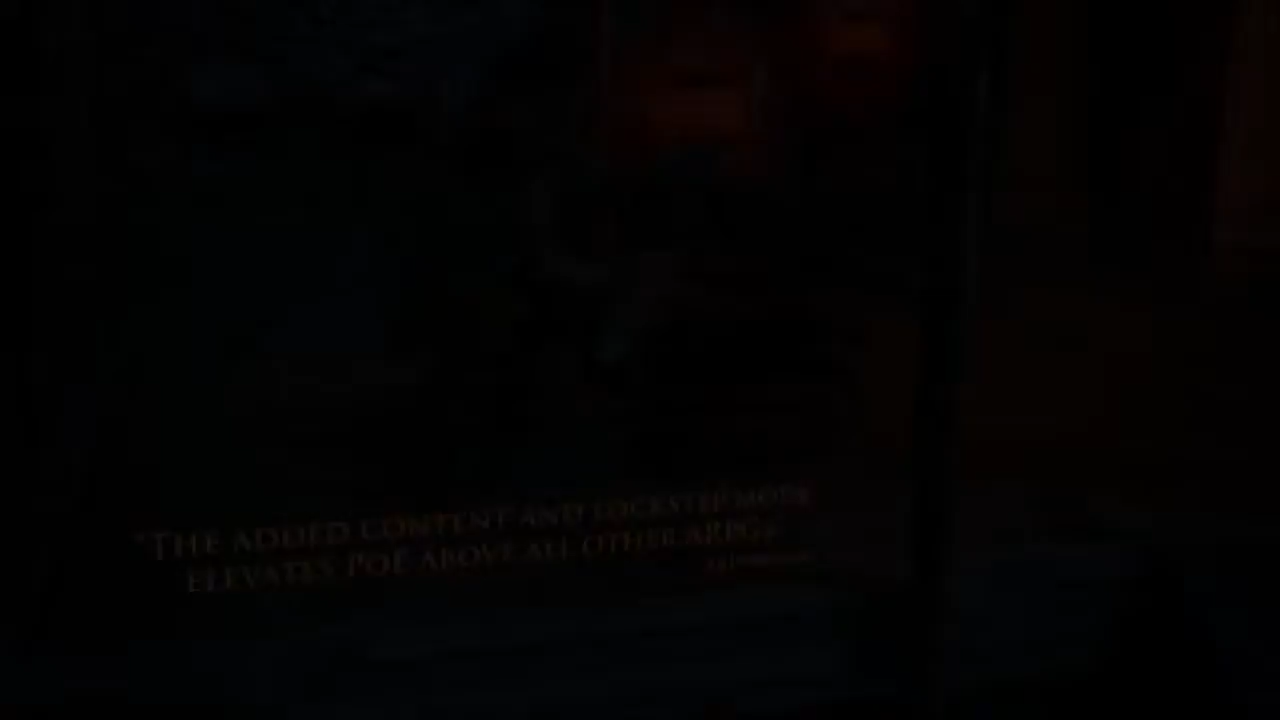 "The added content and lockstep mode
elevates PoE above all other aRPGs"